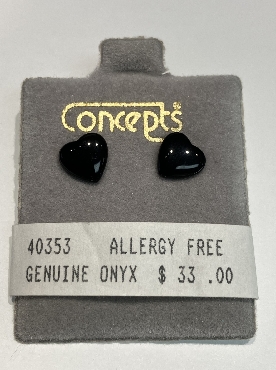 Concepts
40353 ALLERGY FREE
GENUINE ONYX $ 33 .00